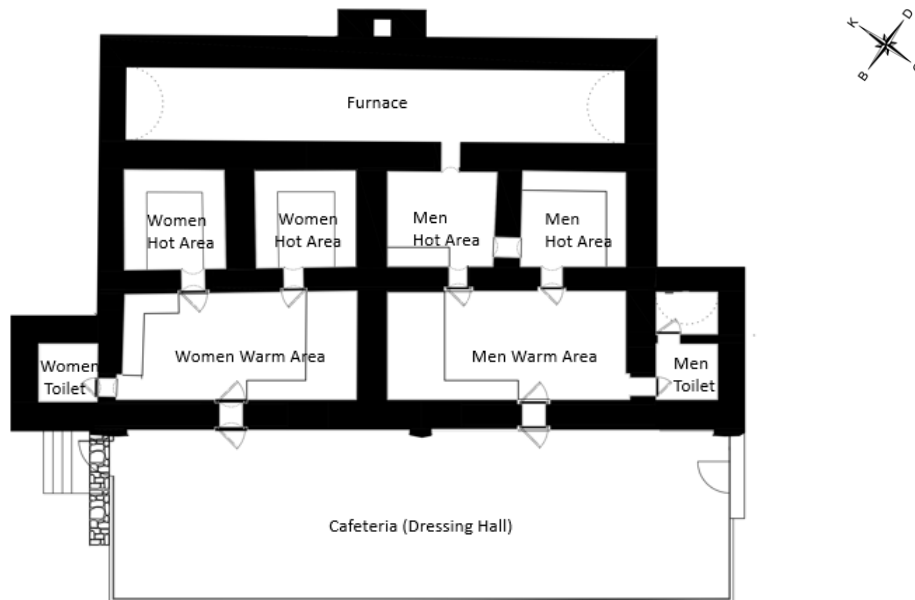 K
D
B
Furnace
Women
Hot Area
Women
Hot Area
Men
Hot Area
Men
Hot Area
Women
Toilet
Women Warm Area
Men Warm Area
Men
Toilet
Cafeteria (Dressing Hall)